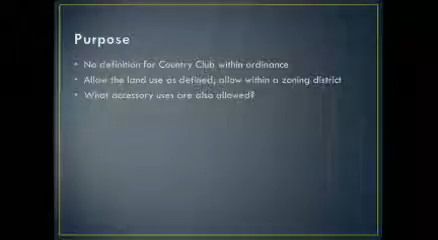 Purpose
• No definition for Country Club within ordinance
• Allow the land use as defined; allow within a zoning district
• What accessory uses are also allowed?